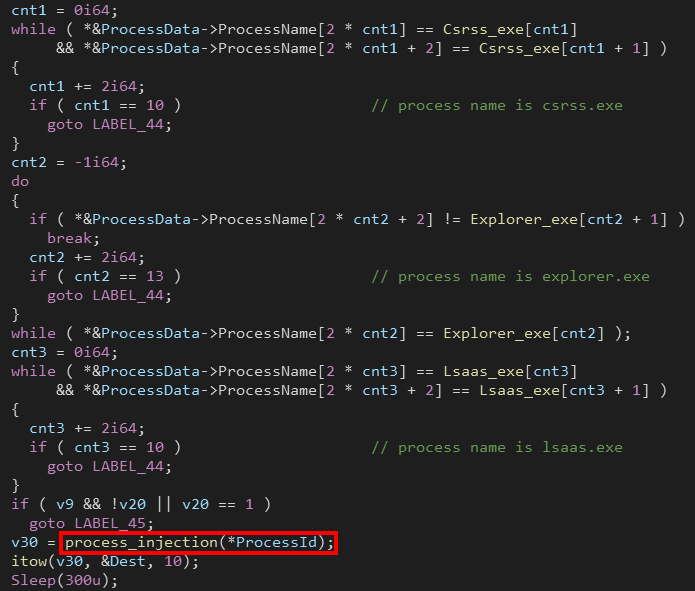 cnt1 = 0i64;
while ( *&ProcessData->ProcessName[2 * cnt1] == Csrss_exe[cnt1]
     && *&ProcessData->ProcessName[2 * cnt1 + 2] == Csrss_exe[cnt1 + 1] )
{
  cnt1 += 2i64;
  if ( cnt1 == 10 )                     // process name is csrss.exe
    goto LABEL_44;
}
cnt2 = -1i64;
do
{
  if ( *&ProcessData->ProcessName[2 * cnt2 + 2] != Explorer_exe[cnt2 + 1] )
    break;
  cnt2 += 2i64;
  if ( cnt2 == 13 )                     // process name is explorer.exe
    goto LABEL_44;
}
while ( *&ProcessData->ProcessName[2 * cnt2] == Explorer_exe[cnt2] );
cnt3 = 0i64;
while ( *&ProcessData->ProcessName[2 * cnt3] == Lsaas_exe[cnt3]
     && *&ProcessData->ProcessName[2 * cnt3 + 2] == Lsaas_exe[cnt3 + 1] )
{
  cnt3 += 2i64;
  if ( cnt3 == 10 )                     // process name is lsaas.exe
    goto LABEL_44;
}
if ( v9 && !v20 || v20 == 1 )
  goto LABEL_45;
v30 = process_injection(*ProcessId);
itow(v30, &Dest, 10);
Sleep(300u);